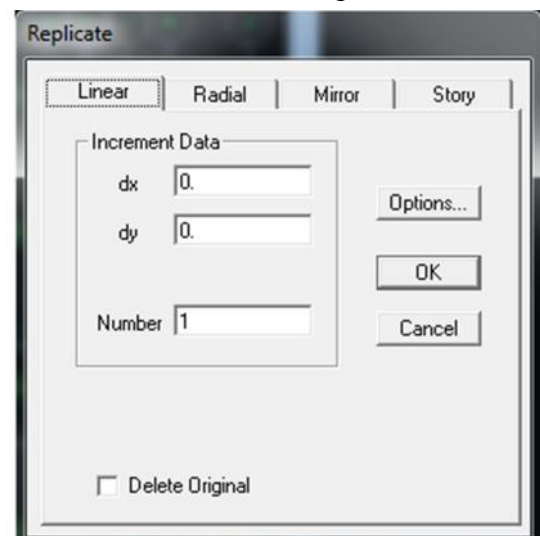 Replicate
Linear Radial Mirror Story
Increment Data
dx 0.
dy 0.
Number 1
Options...
OK
Cancel
Delete Original